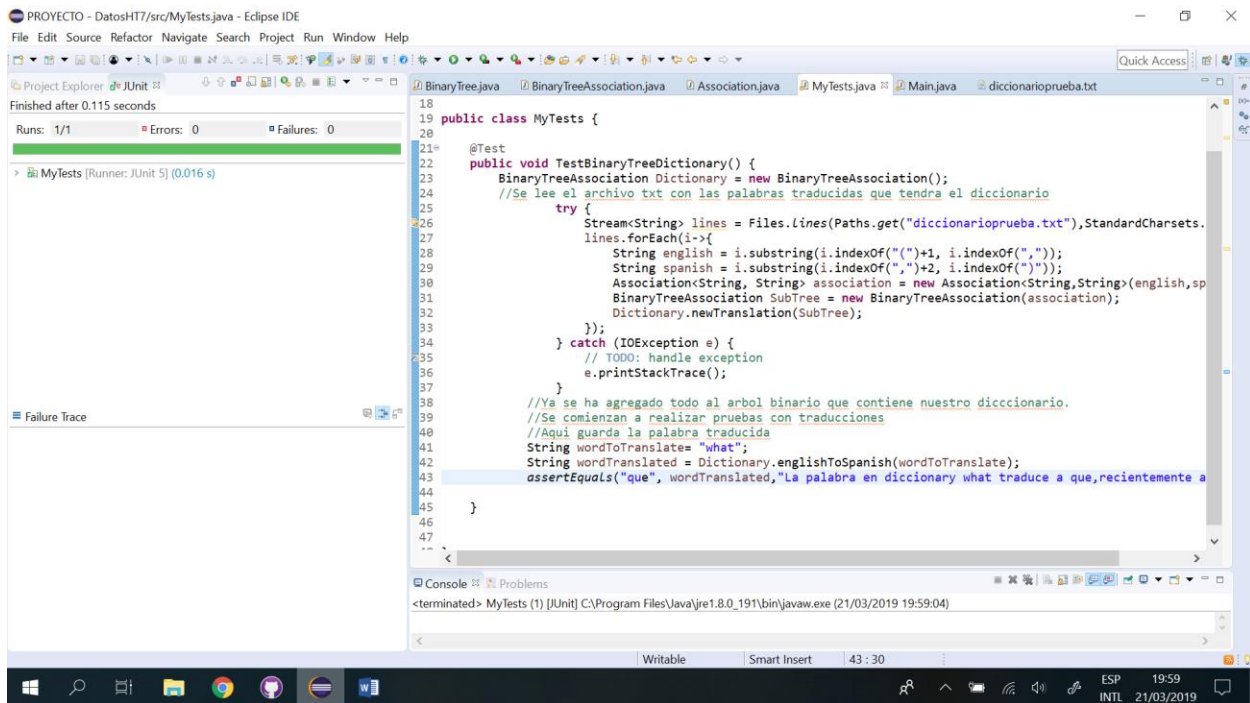 PROYECTO - DatosHT7/src/MyTests.java - Eclipse IDE
File Edit Source Refactor Navigate Search Project Run Window Help
Quick Access
Project Explorer JUnit
Finished after 0.115 seconds
Runs: 1/1 Errors: 0 Failures: 0
MyTests [Runner: JUnit 5] (0.016 s)
Failure Trace
BinaryTree.java BinaryTreeAssociation.java Association.java MyTests.java Main.java diccionarioprueba.txt
18
19 public class MyTests {
20
21 @Test
22 public void TestBinaryTreeDictionary() {
23 BinaryTreeAssociation Dictionary = new BinaryTreeAssociation();
24 //Se lee el archivo txt con las palabras traducidas que tendra el diccionario
25 try {
26 Stream<String> lines = Files.lines(Paths.get("diccionarioprueba.txt"),StandardCharsets.
27 lines.forEach(i->{
28 String english = i.substring(i.indexOf("(")+1, i.indexOf(","));
29 String spanish = i.substring(i.indexOf(",")+2, i.indexOf(")"));
30 Association<String, String> association = new Association<String,String>(english,sp
31 BinaryTreeAssociation SubTree = new BinaryTreeAssociation(association);
32 Dictionary.newTranslation(SubTree);
33 });
34 } catch (IOException e) {
35 // TODO: handle exception
36 e.printStackTrace();
37 }
38 //Ya se ha agregado todo al arbol binario que contiene nuestro dicccionario.
39 //Se comienzan a realizar pruebas con traducciones
40 //Aqui guarda la palabra traducida
41 String wordToTranslate= "what";
42 String wordTranslated = Dictionary.englishToSpanish(wordToTranslate);
43 assertEquals("que", wordTranslated,"La palabra en diccionary what traduce a que,recientemente a
44
45 }
46
47
Console Problems
<terminated> MyTests (1) [JUnit] C:\Program Files\Java\jre1.8.0_191\bin\javaw.exe (21/03/2019 19:59:04)
Writable Smart Insert 43 : 30
ESP 19:59
INTL 21/03/2019